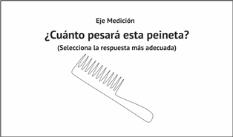 Eje Medición
¿Cuánto pesará esta peineta?
(Selecciona la respuesta más adecuada)